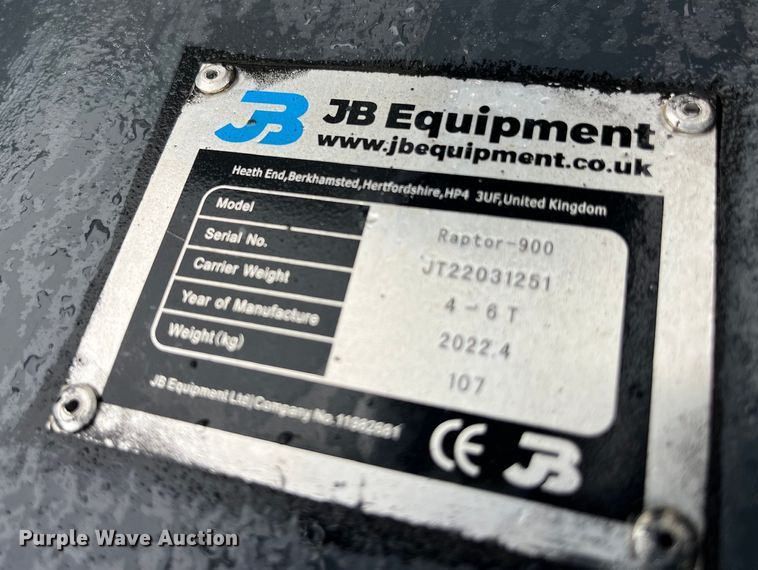 JB JB Equipment
www.jbequipment.co.uk
Heath End,Berkhamsted,Hertfordshire,HP4 3UF,United Kingdom
Model Raptor-900
Serial No. JT22031251
Carrier Weight 4-6T
Year of Manufacture 2022.4
Weight(kg) 107
JB Equipment Ltd|Company No.
CE JB
Purple Wave Auction®